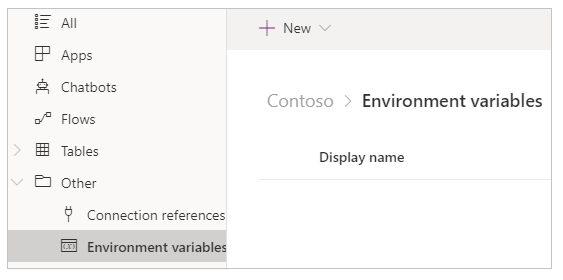 All
Apps
Chatbots
Flows
Tables
Other
Connection references
Environment variables
New
Contoso > Environment variables
Display name